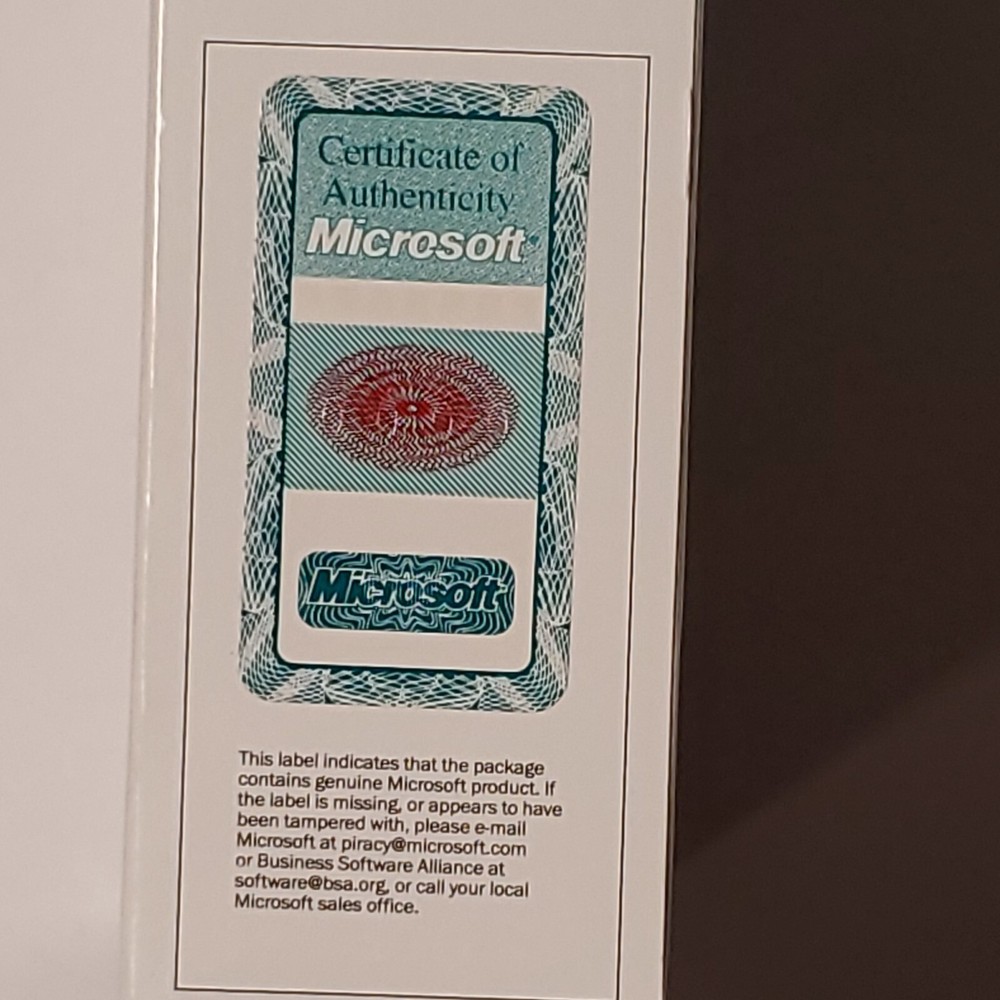 Certificate of
Authenticity
Microsoft
Microsoft
This label indicates that the package
contains genuine Microsoft product. If
the label is missing, or appears to have
been tampered with, please e-mail
Microsoft at piracy@microsoft.com
or Business Software Alliance at
software@bsa.org, or call your local
Microsoft sales office.